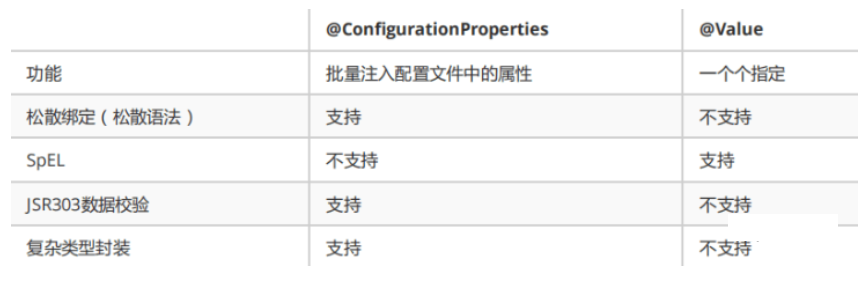 @ConfigurationProperties @Value
功能 批量注入配置文件中的属性 一个个指定
松散绑定（松散语法） 支持 不支持
SpEL 不支持 支持
JSR303数据校验 支持 不支持
复杂类型封装 支持 不支持